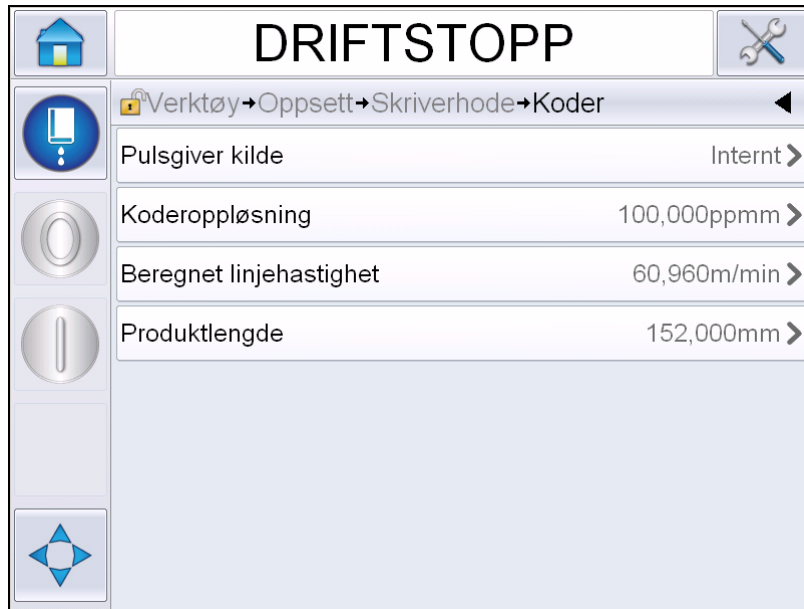 DRIFTSTOPP
Verktøy→Oppsett→Skriverhode→Koder
Pulsgiver kilde Internt
Koderoppløsning 100,000ppmm
Beregnet linjehastighet 60,960m/min
Produktlengde 152,000mm